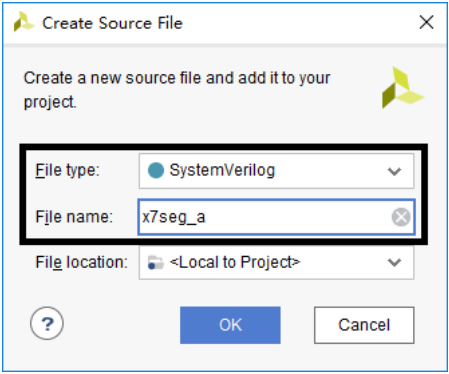 Create Source File
Create a new source file and add it to your
project.
File type: SystemVerilog
File name: x7seg_a
File location: <Local to Project>
? OK Cancel